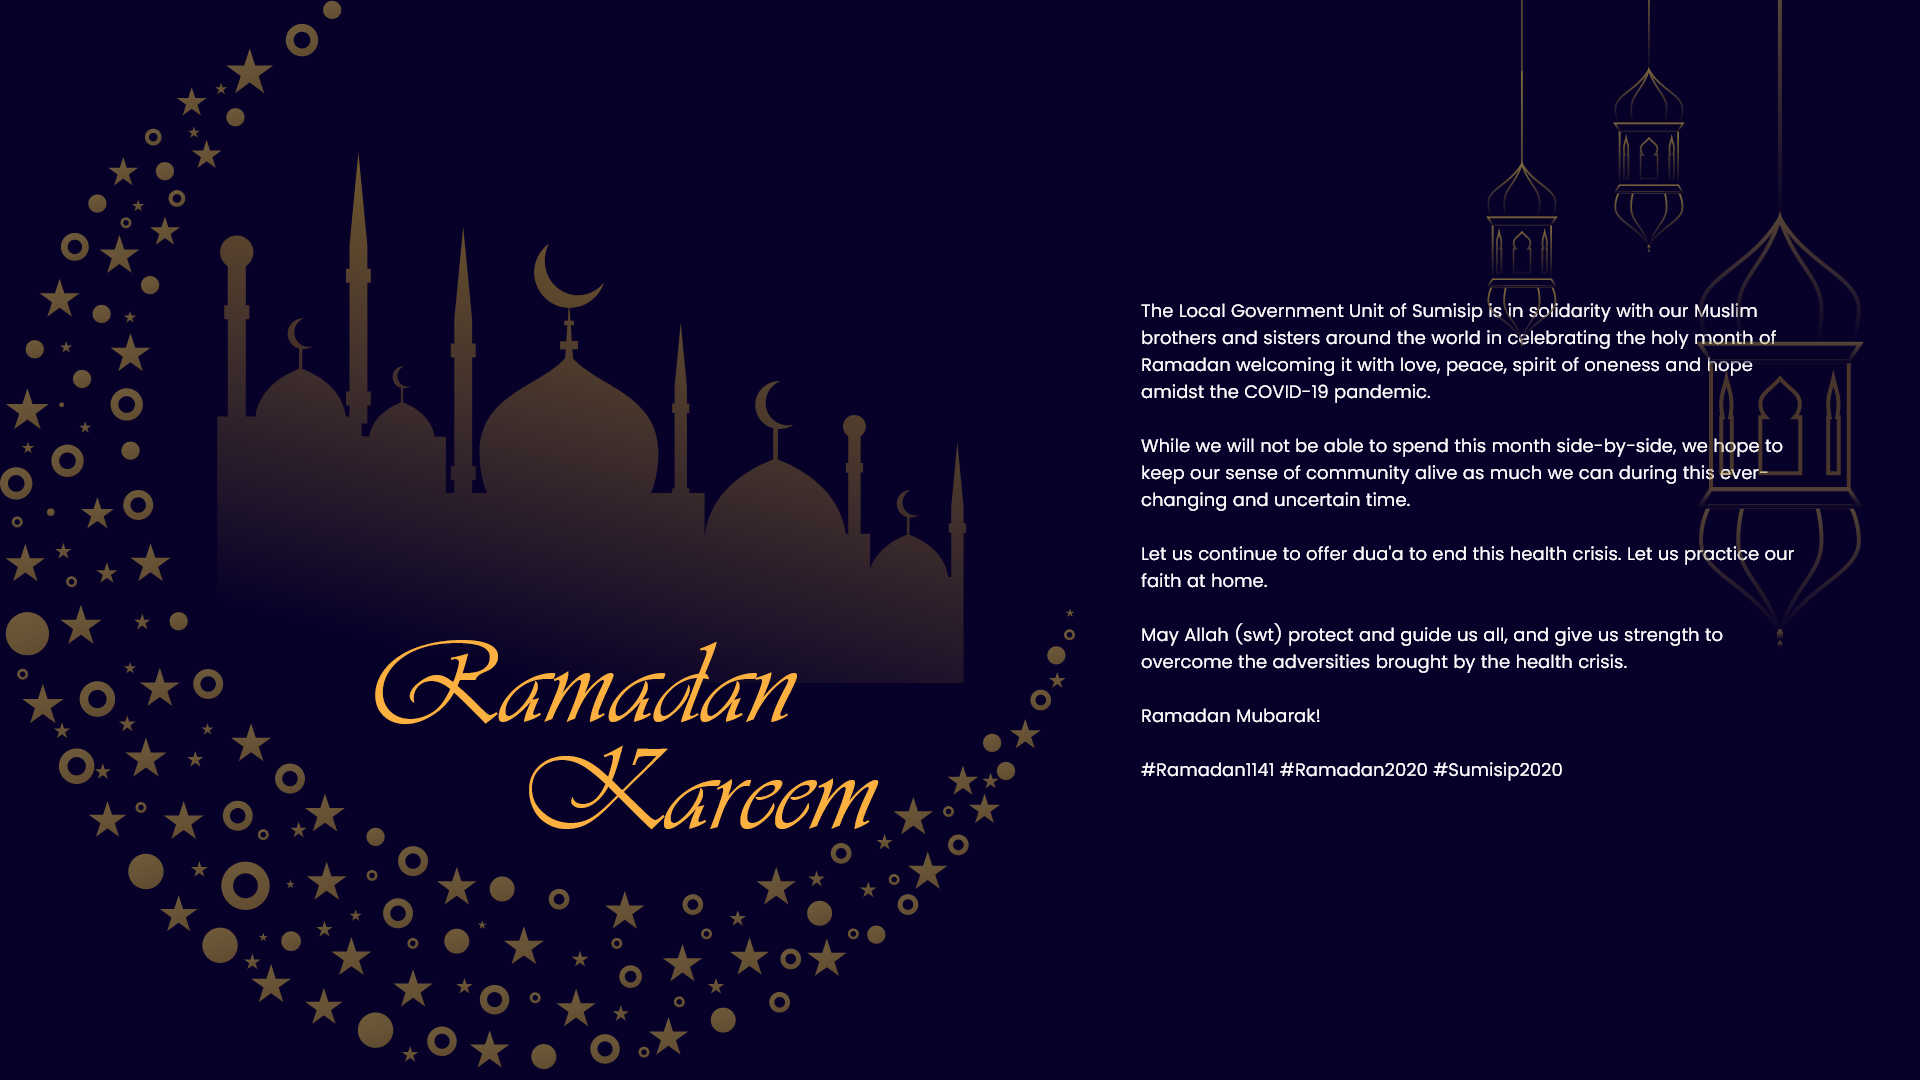 Ramadan
Kareem
The Local Government Unit of Sumisip is in solidarity with our Muslim
brothers and sisters around the world in celebrating the holy month of
Ramadan welcoming it with love, peace, spirit of oneness and hope
amidst the COVID-19 pandemic.
While we will not be able to spend this month side-by-side, we hope to
keep our sense of community alive as much we can during this ever-
changing and uncertain time.
Let us continue to offer dua'a to end this health crisis. Let us practice our
faith at home.
May Allah (swt) protect and guide us all, and give us strength to
overcome the adversities brought by the health crisis.
Ramadan Mubarak!
#Ramadan1141 #Ramadan2020 #Sumisip2020